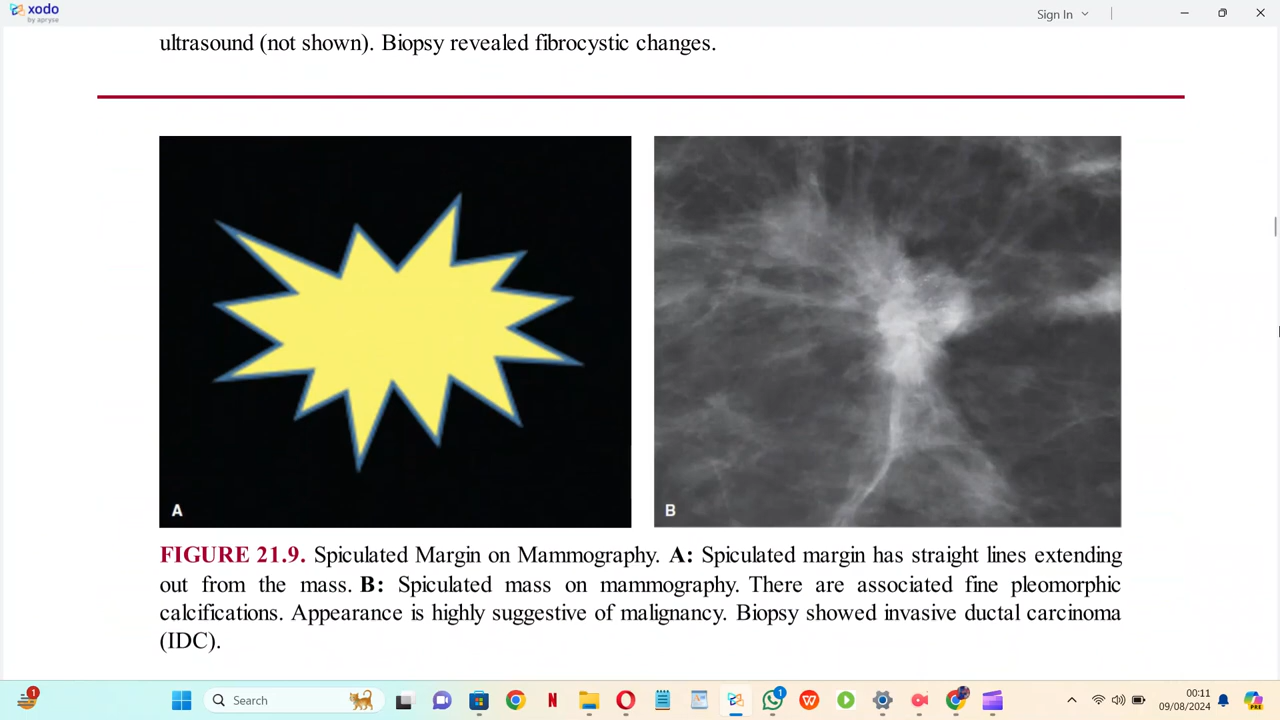 xodo
by apryse
Sign In
ultrasound (not shown). Biopsy revealed fibrocystic changes.
A
B
FIGURE 21.9. Spiculated Margin on Mammography. A: Spiculated margin has straight lines extending
out from the mass. B: Spiculated mass on mammography. There are associated fine pleomorphic
calcifications. Appearance is highly suggestive of malignancy. Biopsy showed invasive ductal carcinoma
(IDC).
1
Search
N
1
W
00:11
09/08/2024
PRE